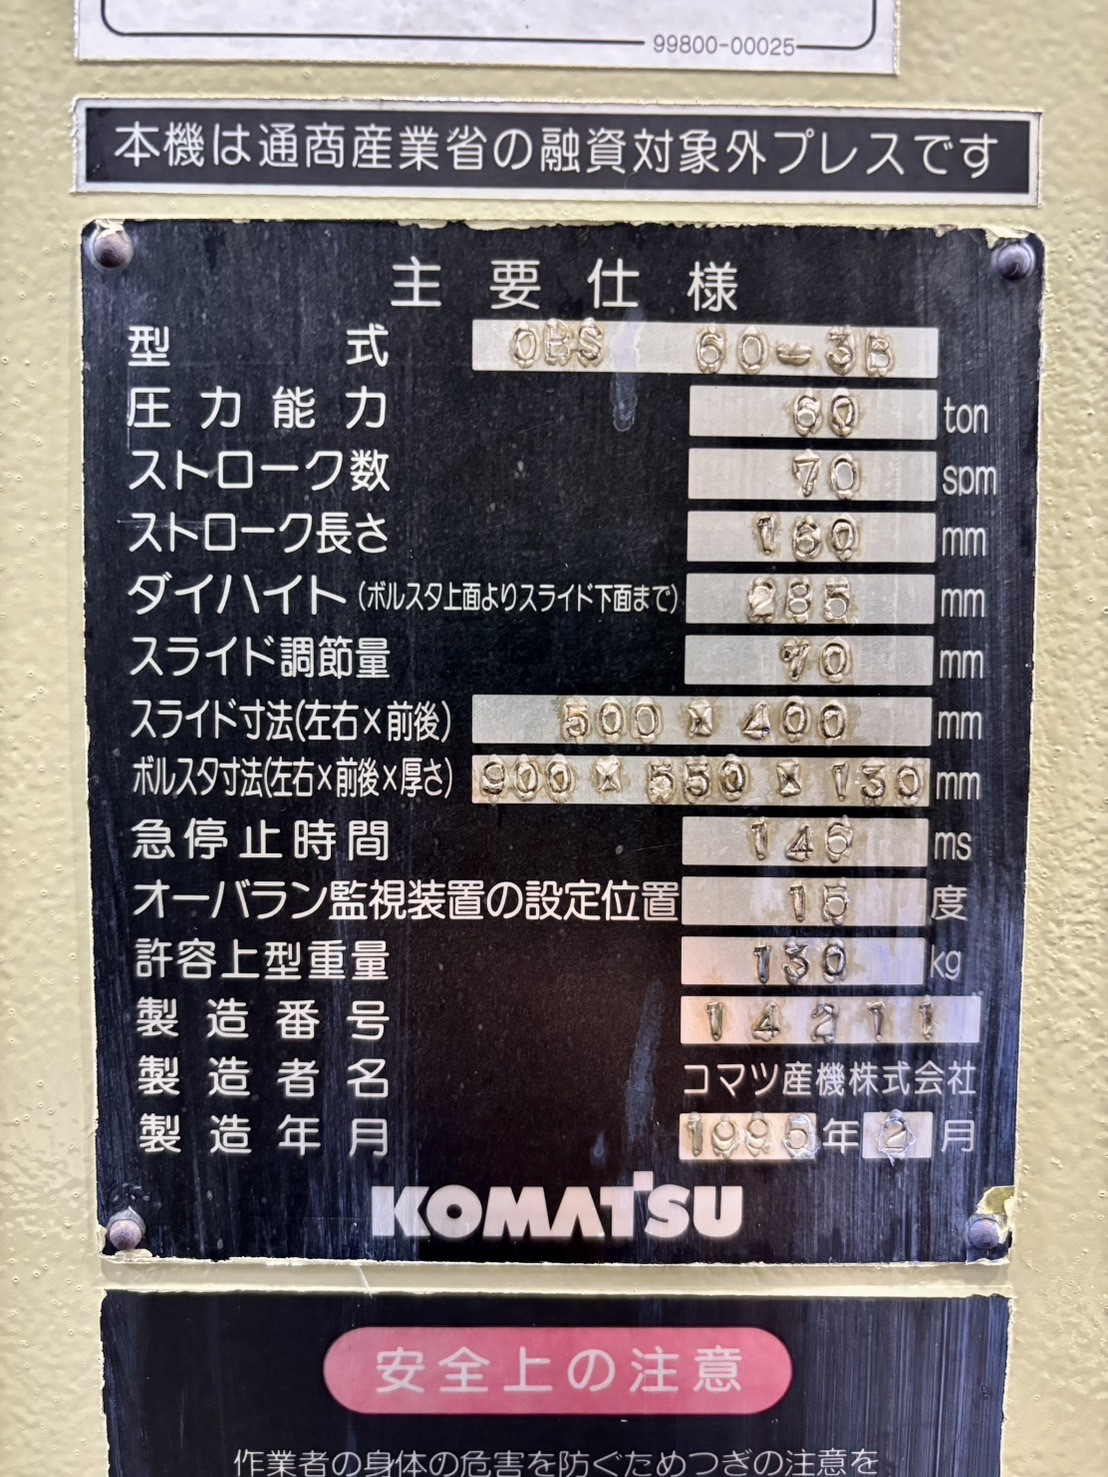 99800-00025
本機は通商産業省の融資対象外プレスです
主要仕様
型式 OBS 60-3B
圧力能力 60 ton
ストローク数 70 spm
ストローク長さ 160 mm
ダイハイト(ボルスタ上面よりスライド下面まで) 285 mm
スライド調節量 70 mm
スライド寸法(左右×前後) 500×400 mm
ボルスタ寸法(左右×前後×厚さ) 900×550×130 mm
急停止時間 146 ms
オーバラン監視装置の設定位置 15 度
許容上型重量 130 kg
製造番号 14211
製造者名 コマツ産機株式会社
製造年月 1995年2月
KOMATSU
安全上の注意
作業者の身体の危害を防ぐためつぎの注意を